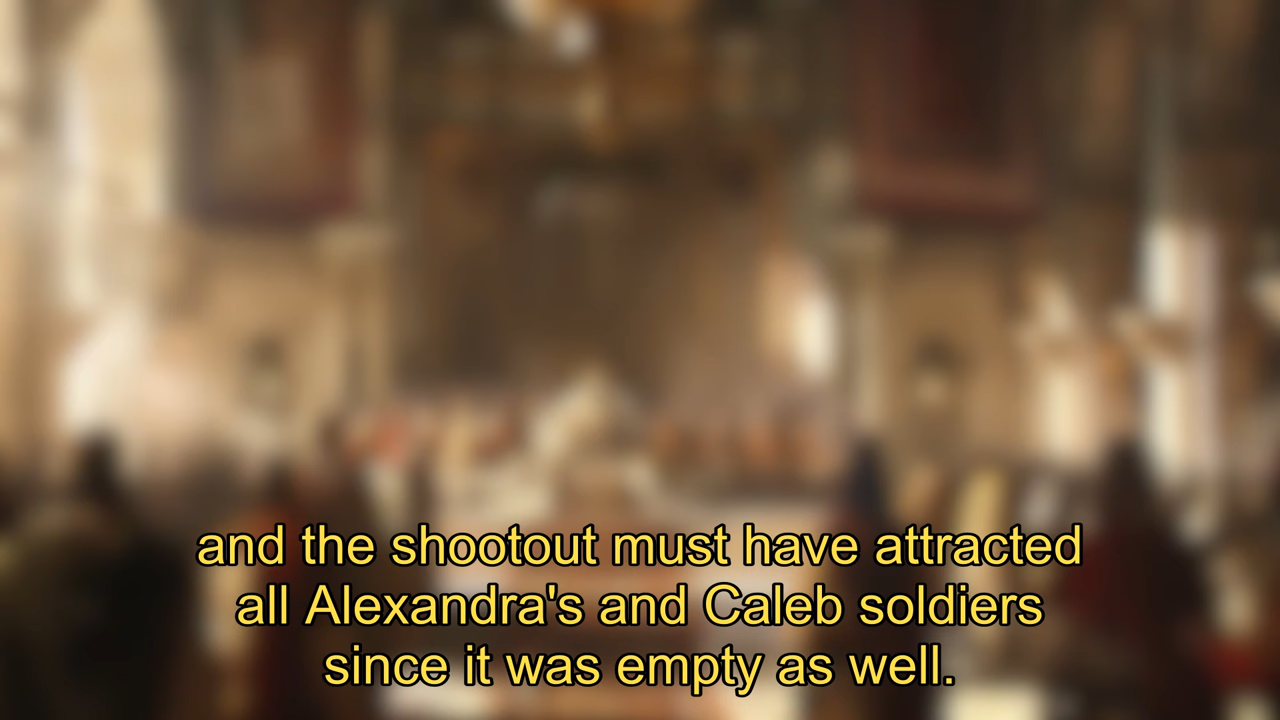 and the shootout must have attracted
all Alexandra's and Caleb soldiers
since it was empty as well.